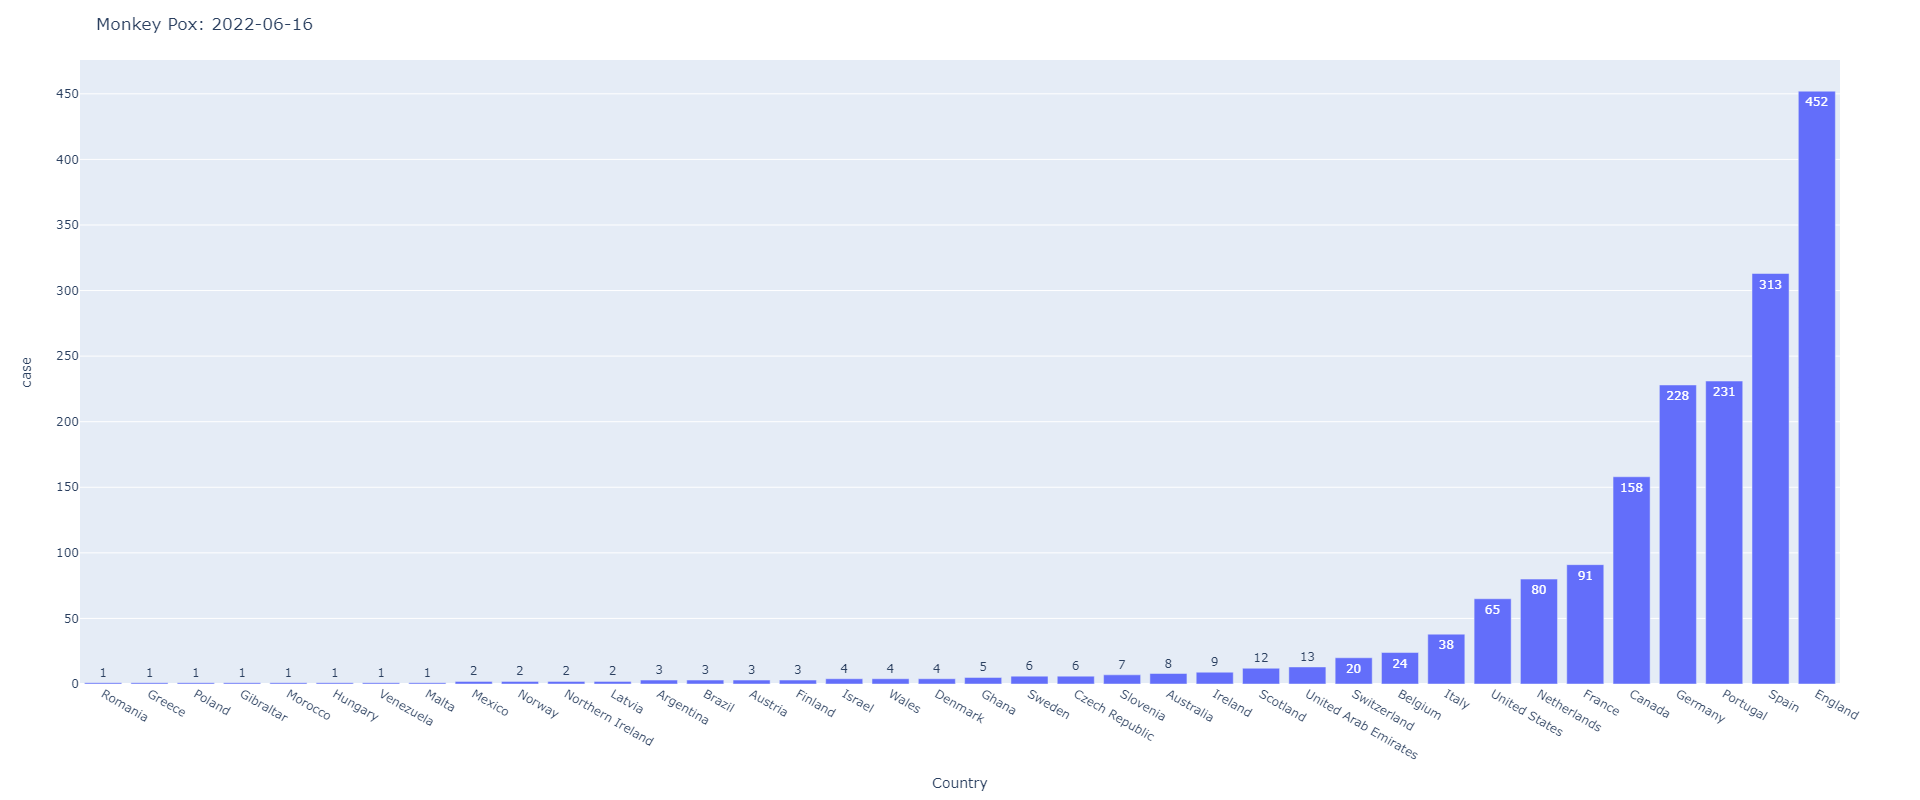 Monkey Pox: 2022-06-16
450
400
350
300
250
200
150
100
50
0
case
1
1
1
1
1
1
1
1
2
2
2
2
3
3
3
3
4
4
4
5
6
6
7
8
9
12
13
20
24
38
65
80
91
158
228
231
313
452
Romania
Greece
Poland
Gibraltar
Morocco
Hungary
Venezuela
Malta
Mexico
Norway
Northern Ireland
Latvia
Argentina
Brazil
Austria
Finland
Israel
Wales
Denmark
Ghana
Sweden
Czech Republic
Slovenia
Australia
Ireland
Scotland
United Arab Emirates
Switzerland
Belgium
Italy
United States
Netherlands
France
Canada
Germany
Portugal
Spain
England
Country